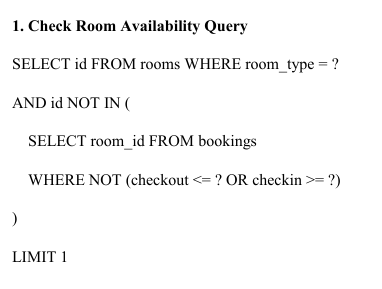 1. Check Room Availability Query
SELECT id FROM rooms WHERE room_type = ?
AND id NOT IN (
SELECT room_id FROM bookings
WHERE NOT (checkout <= ? OR checkin >= ?)
)
LIMIT 1